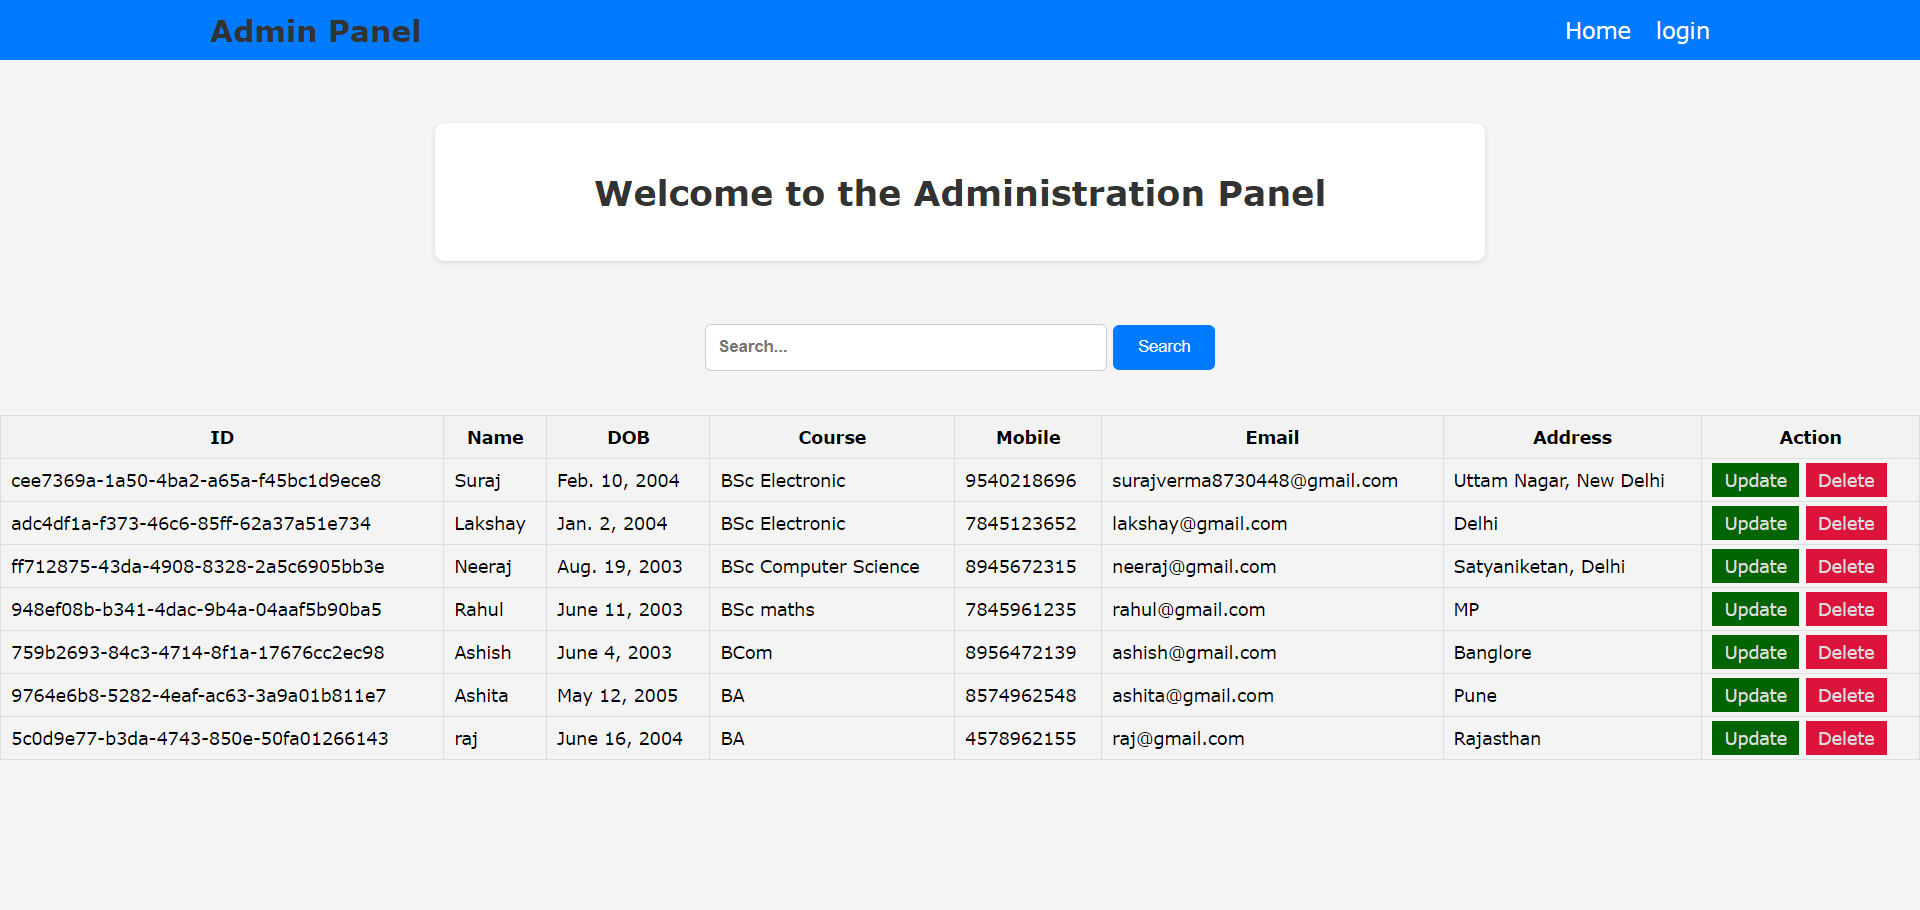 Admin Panel Home login
Welcome to the Administration Panel
Search... Search
ID Name DOB Course Mobile Email Address Action
cee7369a-1a50-4ba2-a65a-f45bc1d9ece8 Suraj Feb. 10, 2004 BSc Electronic 9540218696 surajverma8730448@gmail.com Uttam Nagar, New Delhi Update Delete
adc4df1a-f373-46c6-85ff-62a37a51e734 Lakshay Jan. 2, 2004 BSc Electronic 7845123652 lakshay@gmail.com Delhi Update Delete
ff712875-43da-4908-8328-2a5c6905bb3e Neeraj Aug. 19, 2003 BSc Computer Science 8945672315 neeraj@gmail.com Satyaniketan, Delhi Update Delete
948ef08b-b341-4dac-9b4a-04aaf5b90ba5 Rahul June 11, 2003 BSc maths 7845961235 rahul@gmail.com MP Update Delete
759b2693-84c3-4714-8f1a-17676cc2ec98 Ashish June 4, 2003 BCom 8956472139 ashish@gmail.com Banglore Update Delete
9764e6b8-5282-4eaf-ac63-3a9a01b811e7 Ashita May 12, 2005 BA 8574962548 ashita@gmail.com Pune Update Delete
5c0d9e77-b3da-4743-850e-50fa01266143 raj June 16, 2004 BA 4578962155 raj@gmail.com Rajasthan Update Delete